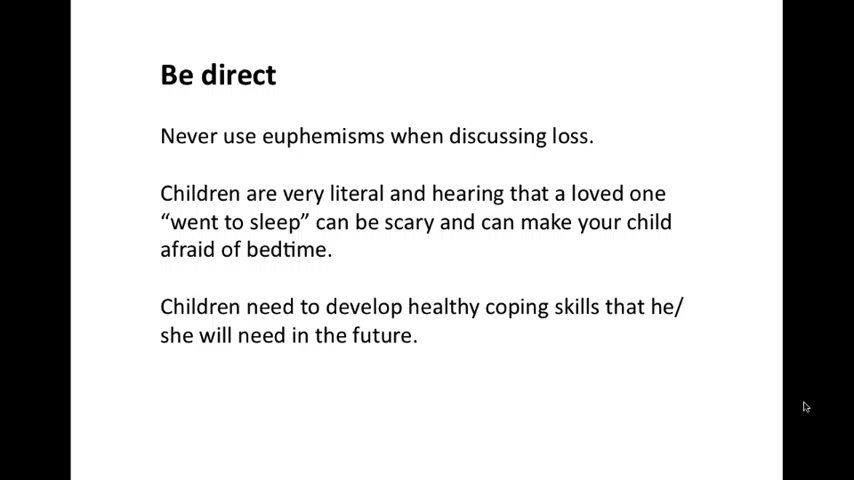 Be direct
Never use euphemisms when discussing loss.
Children are very literal and hearing that a loved one
“went to sleep” can be scary and can make your child
afraid of bedtime.
Children need to develop healthy coping skills that he/
she will need in the future.